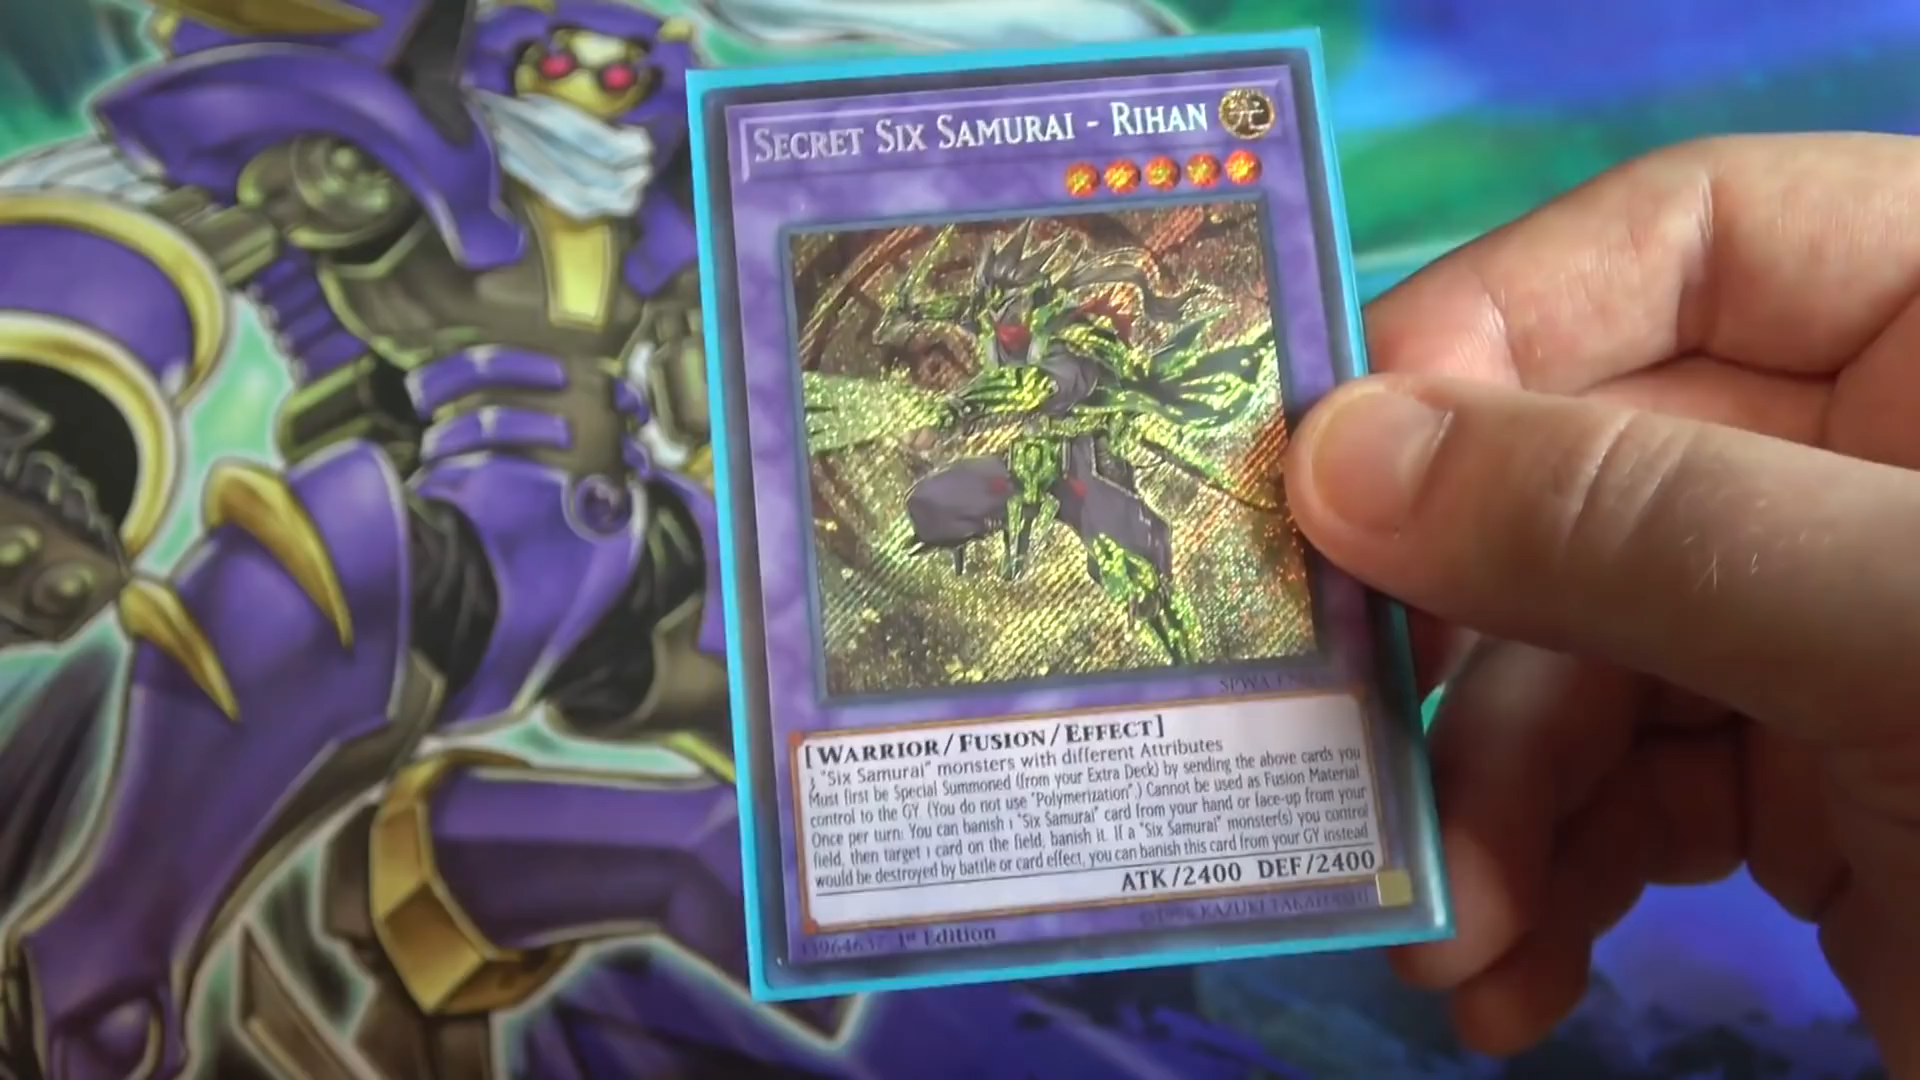 SECRET SIX SAMURAI - RIHAN
[WARRIOR/FUSION/EFFECT]
3 "Six Samurai" monsters with different Attributes
Must first be Special Summoned (from your Extra Deck) by sending the above cards you
control to the GY. (You do not use "Polymerization".) Cannot be used as Fusion Material.
Once per turn: You can banish 1 "Six Samurai" card from your hand or face-up from your
field, then target 1 card on the field; banish it. If a "Six Samurai" monster(s) you control
would be destroyed by battle or card effect, you can banish this card from your GY instead.
ATK/2400 DEF/2400
1st Edition ©1996 KAZUKI TAKAHASHI